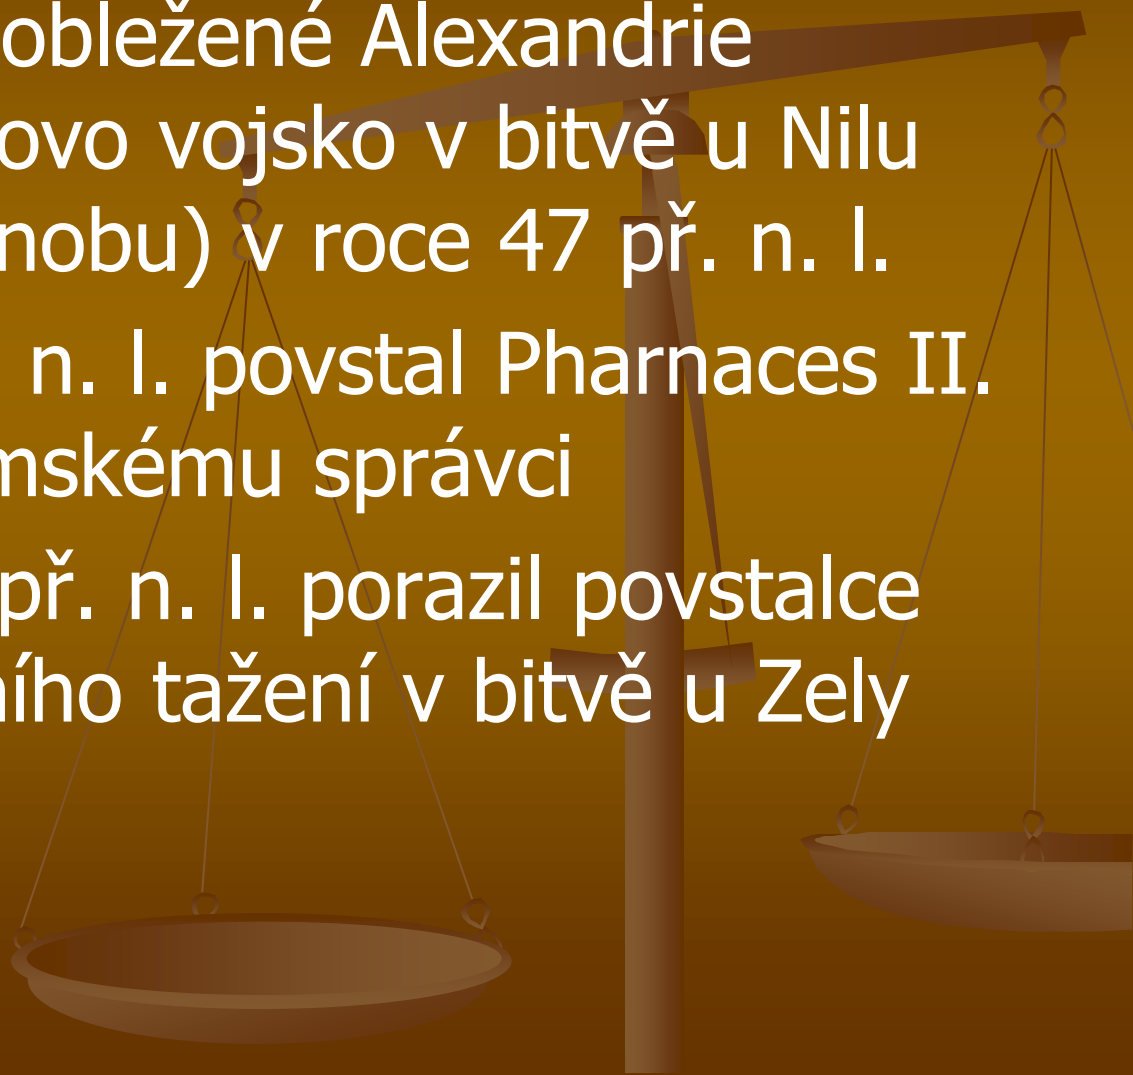 obležené Alexandrie
ovo vojsko v bitvě u Nilu
nobu) v roce 47 př. n. l.
n. l. povstal Pharnaces II.
mskému správci
př. n. l. porazil povstalce
ního tažení v bitvě u Zely